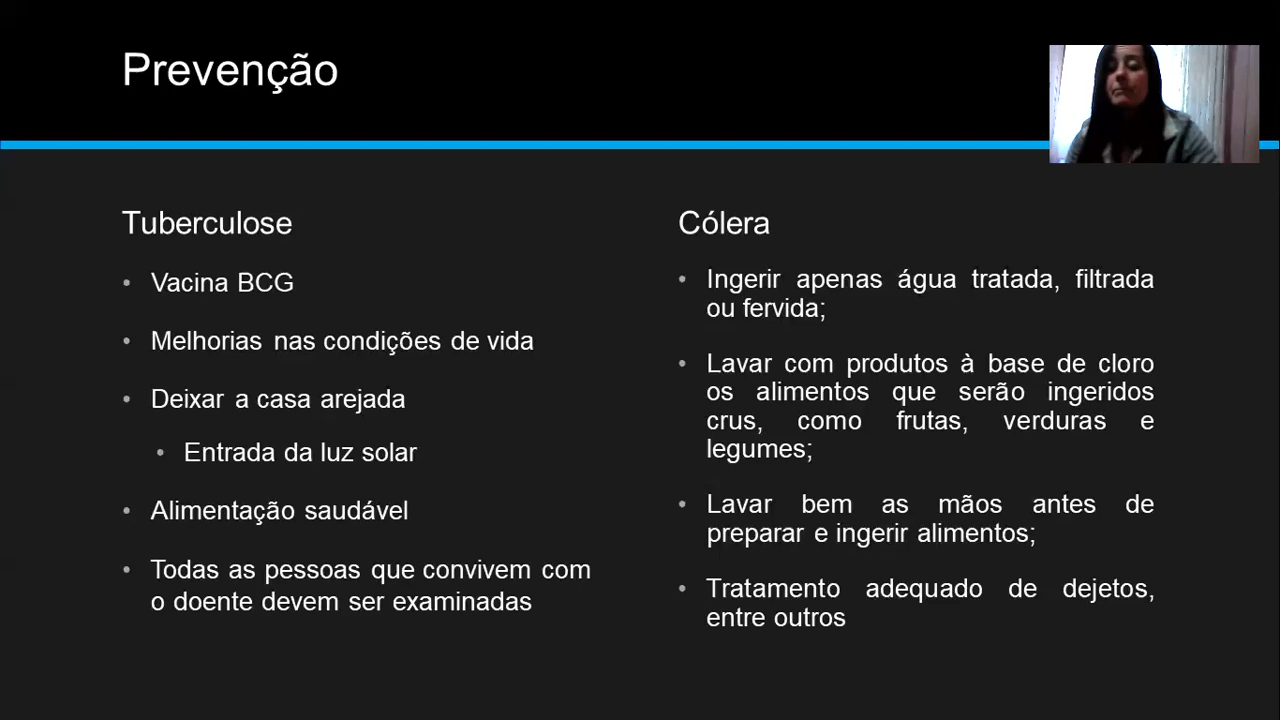 Prevenção
Tuberculose
• Vacina BCG
• Melhorias nas condições de vida
• Deixar a casa arejada
• Entrada da luz solar
• Alimentação saudável
• Todas as pessoas que convivem com
o doente devem ser examinadas
Cólera
• Ingerir apenas água tratada, filtrada
ou fervida;
• Lavar com produtos à base de cloro
os alimentos que serão ingeridos
crus, como frutas, verduras e
legumes;
• Lavar bem as mãos antes de
preparar e ingerir alimentos;
• Tratamento adequado de dejetos,
entre outros